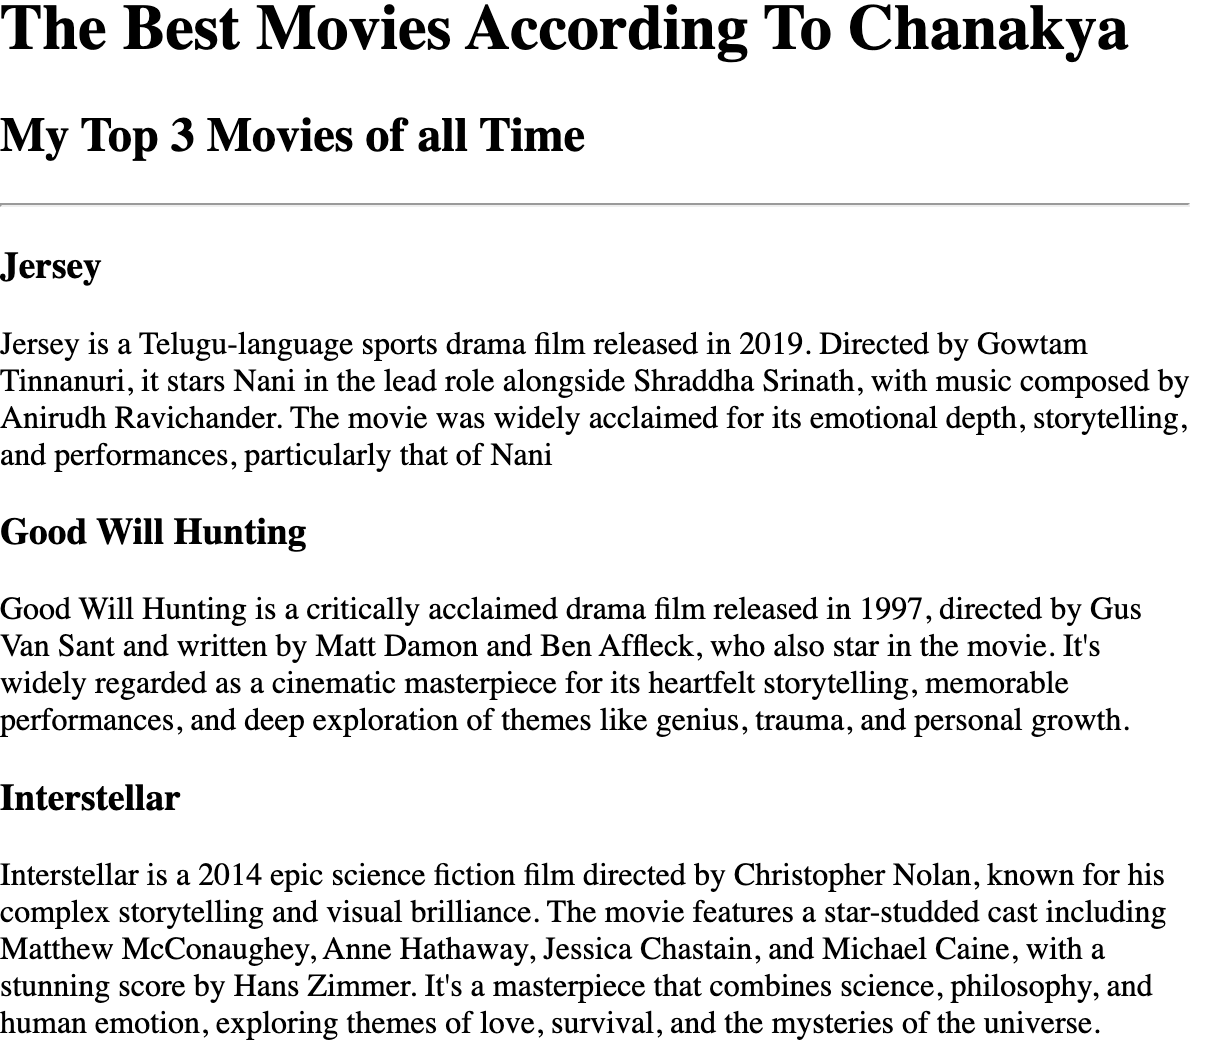 The Best Movies According To Chanakya
My Top 3 Movies of all Time
Jersey
Jersey is a Telugu-language sports drama film released in 2019. Directed by Gowtam
Tinnanuri, it stars Nani in the lead role alongside Shraddha Srinath, with music composed by
Anirudh Ravichander. The movie was widely acclaimed for its emotional depth, storytelling,
and performances, particularly that of Nani
Good Will Hunting
Good Will Hunting is a critically acclaimed drama film released in 1997, directed by Gus
Van Sant and written by Matt Damon and Ben Affleck, who also star in the movie. It's
widely regarded as a cinematic masterpiece for its heartfelt storytelling, memorable
performances, and deep exploration of themes like genius, trauma, and personal growth.
Interstellar
Interstellar is a 2014 epic science fiction film directed by Christopher Nolan, known for his
complex storytelling and visual brilliance. The movie features a star-studded cast including
Matthew McConaughey, Anne Hathaway, Jessica Chastain, and Michael Caine, with a
stunning score by Hans Zimmer. It's a masterpiece that combines science, philosophy, and
human emotion, exploring themes of love, survival, and the mysteries of the universe.